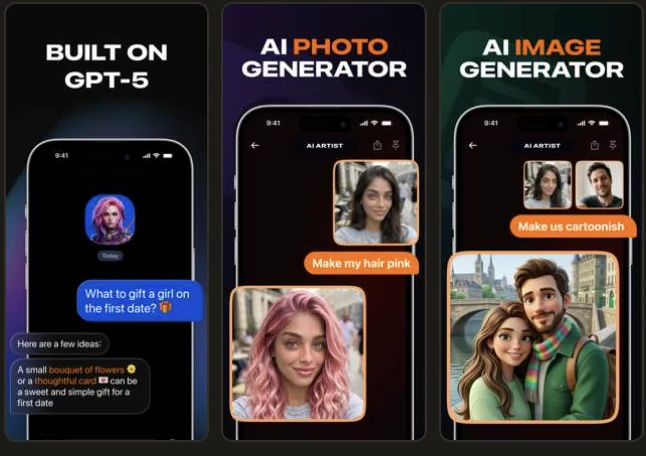 BUILT ON
GPT-5
9:41
Today
What to gift a girl on
the first date? 🎁
Here are a few ideas:
A small bouquet of flowers 🌼
or a thoughtful card 💌 can be
a sweet and simple gift for a
first date
AI PHOTO
GENERATOR
9:41
AI ARTIST
Make my hair pink
AI IMAGE
GENERATOR
9:41
AI ARTIST
Make us cartoonish